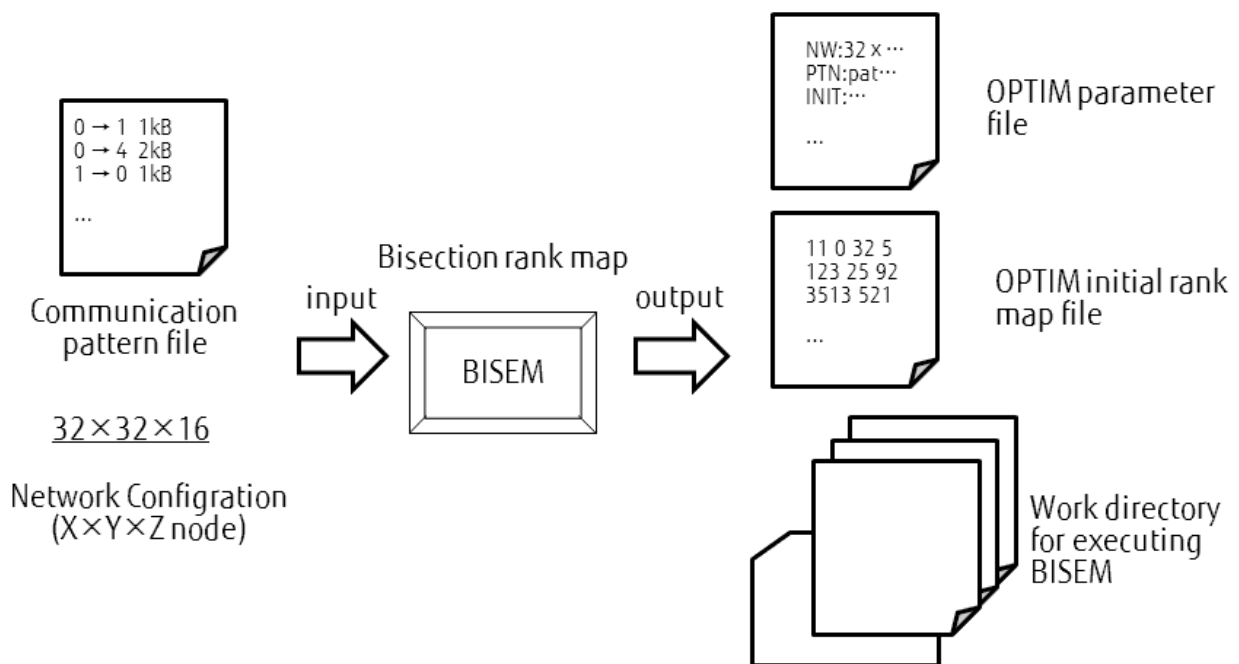 0 → 1 1kB
0 → 4 2kB
1 → 0 1kB
...
Communication
pattern file
32×32×16
Network Configration
(X×Y×Z node)
input
Bisection rank map
BISEM
output
NW:32 x ⋯
PTN:pat⋯
INIT:⋯
...
OPTIM parameter
file
11 0 32 5
123 25 92
3513 521
...
OPTIM initial rank
map file
Work directory
for executing
BISEM